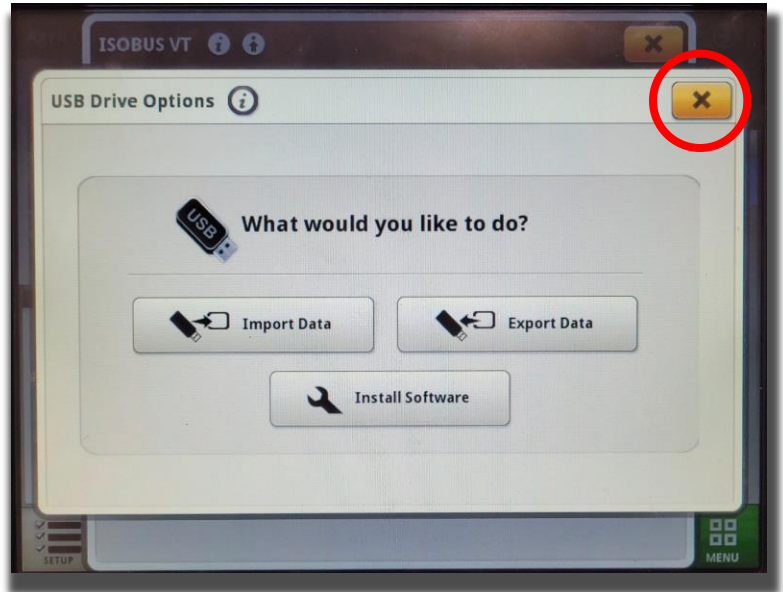 ISOBUS VT
USB Drive Options
USB
What would you like to do?
Import Data
Export Data
Install Software
SETUP
MENU